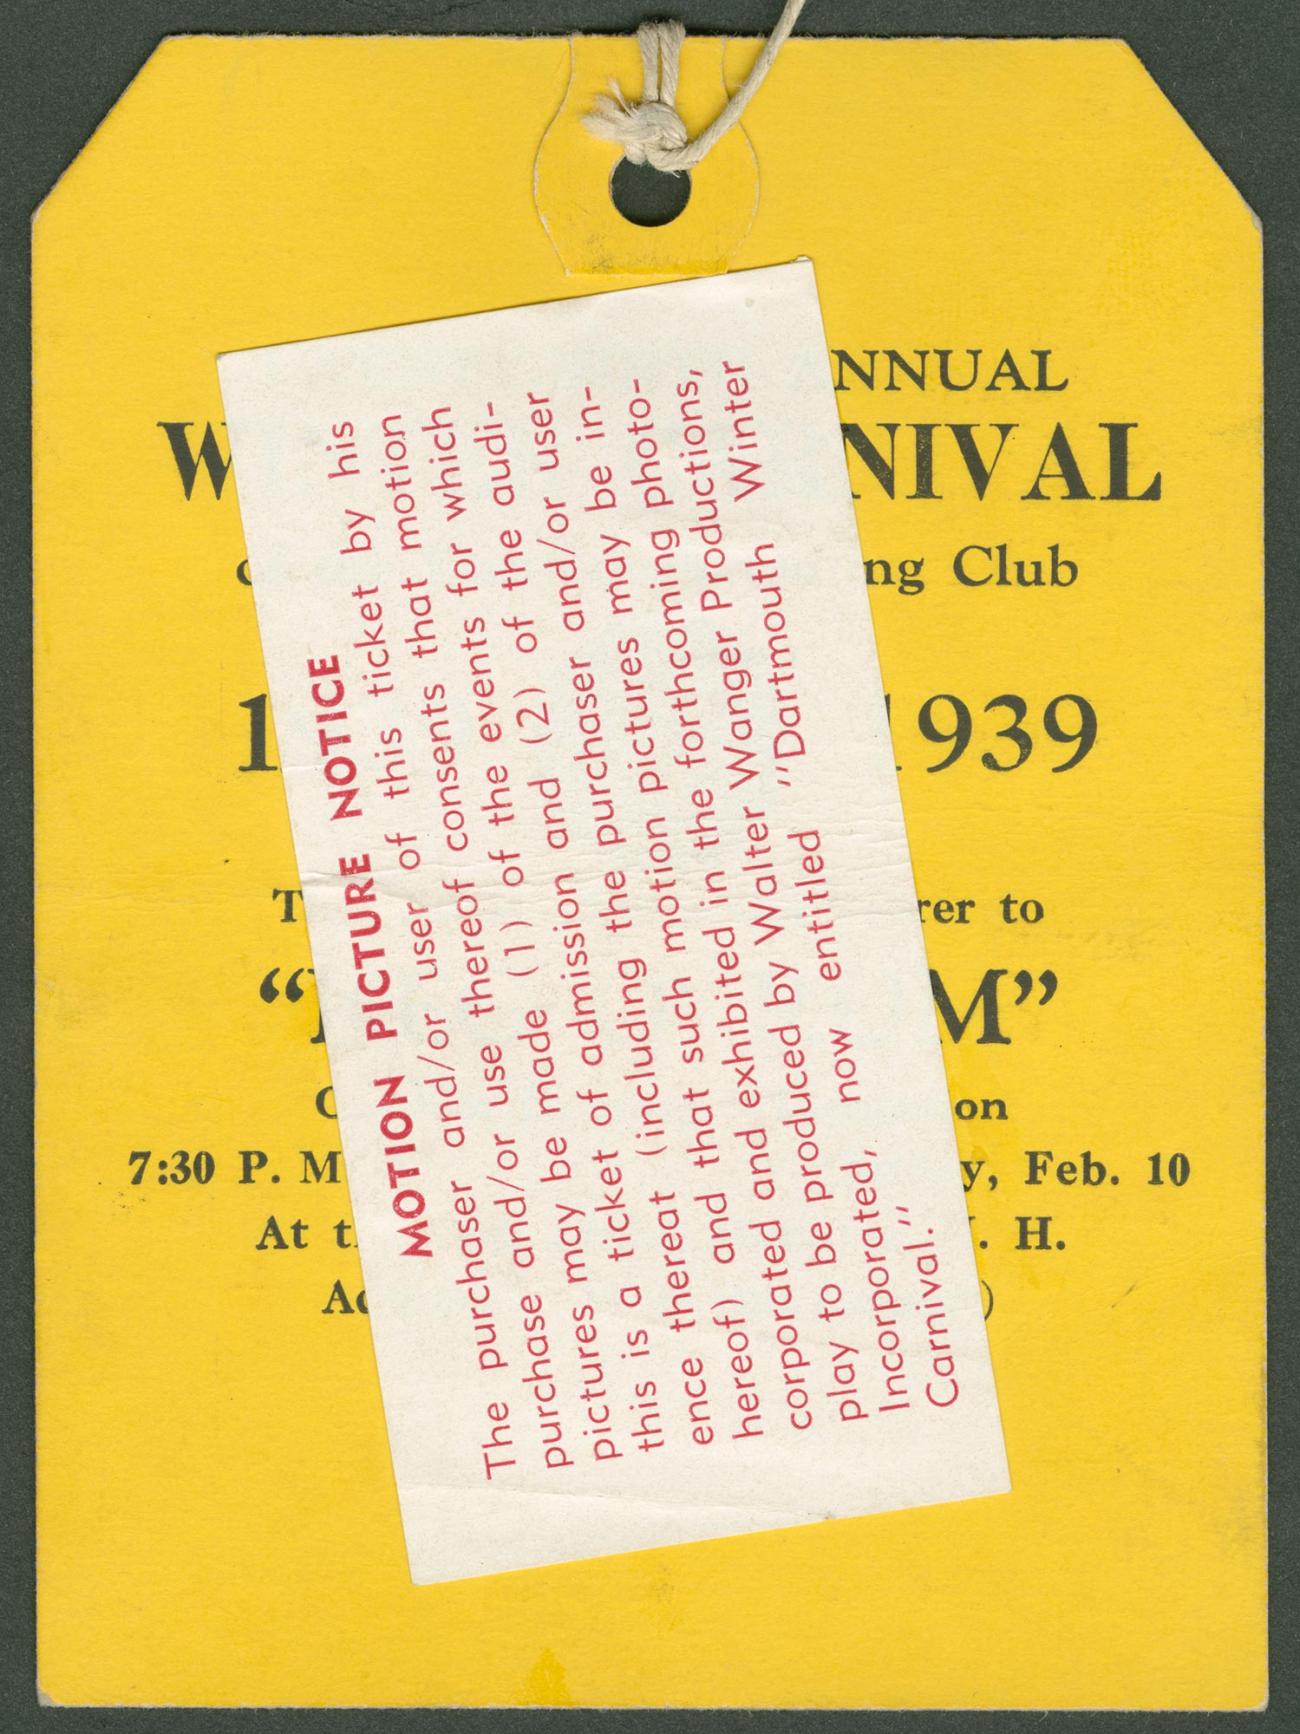 NNUAL
W NIVAL
ng Club
1 1939
T rer to
“ M”
on
7:30 P. M y, Feb. 10
At t . H.
MOTION PICTURE NOTICE
The purchaser and/or user of this ticket by his
purchase and/or use thereof consents that motion
pictures may be made (1) of the events for which
this is a ticket of admission and (2) of the audi-
ence thereat (including the purchaser and/or user
hereof) and that such motion pictures may be in-
corporated and exhibited in the forthcoming photo-
play to be produced by Walter Wanger Productions,
Incorporated, now entitled “Dartmouth Winter
Carnival.”